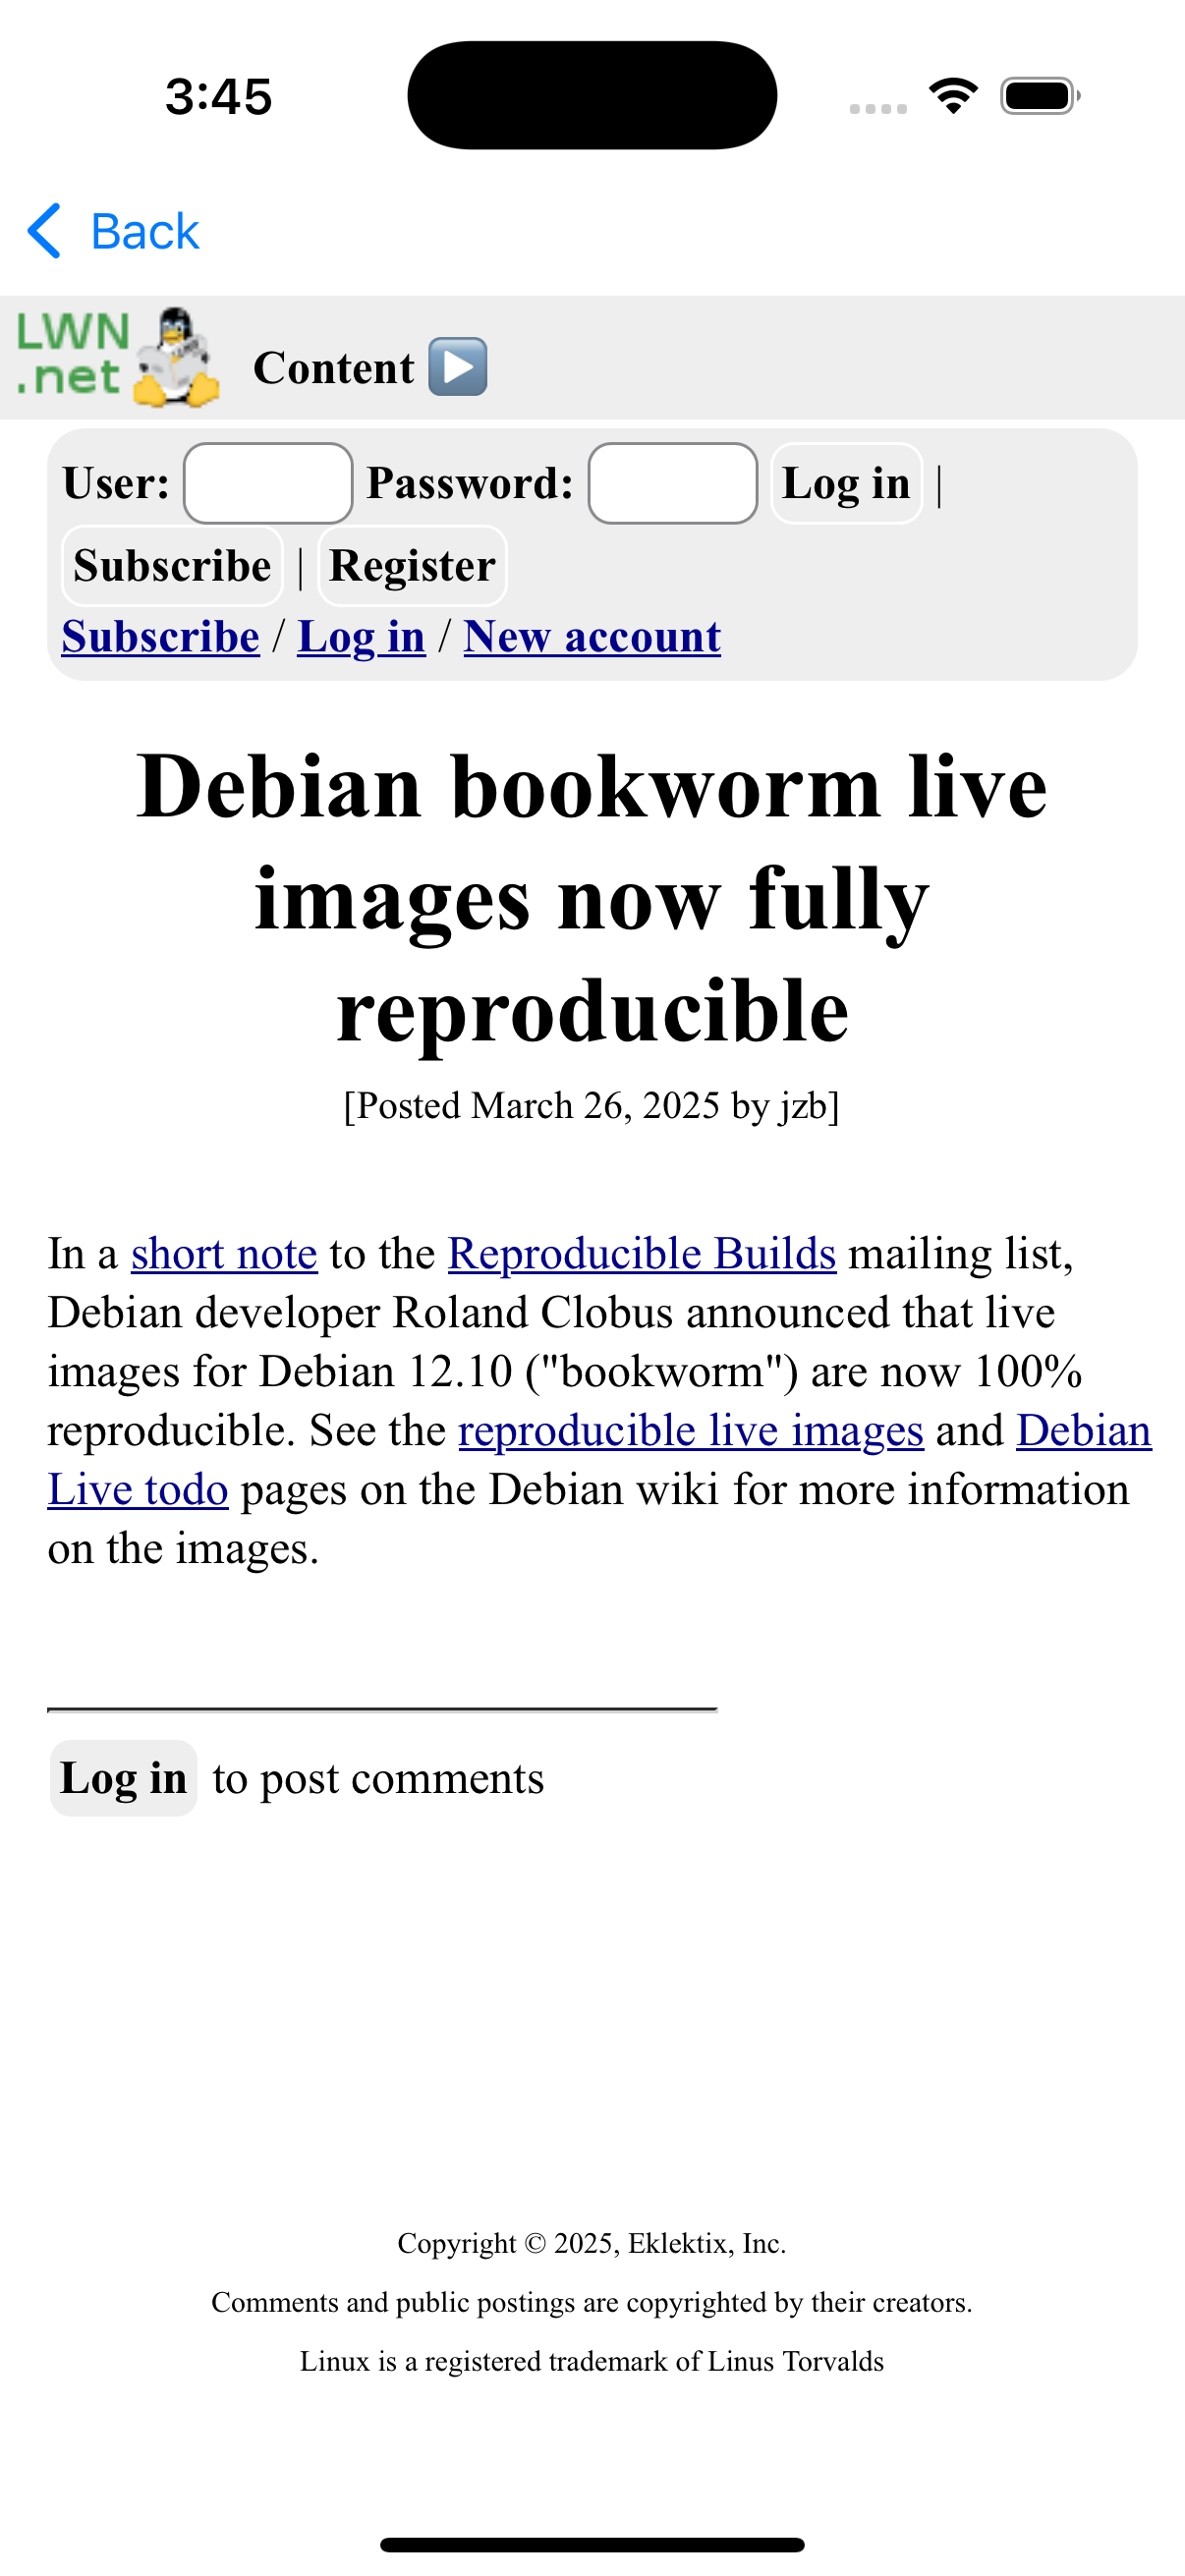 3:45
Back
LWN
.net
Content
User: Password: Log in |
Subscribe | Register
Subscribe / Log in / New account
Debian bookworm live
images now fully
reproducible
[Posted March 26, 2025 by jzb]
In a short note to the Reproducible Builds mailing list,
Debian developer Roland Clobus announced that live
images for Debian 12.10 ("bookworm") are now 100%
reproducible. See the reproducible live images and Debian
Live todo pages on the Debian wiki for more information
on the images.
Log in to post comments
Copyright © 2025, Eklektix, Inc.
Comments and public postings are copyrighted by their creators.
Linux is a registered trademark of Linus Torvalds